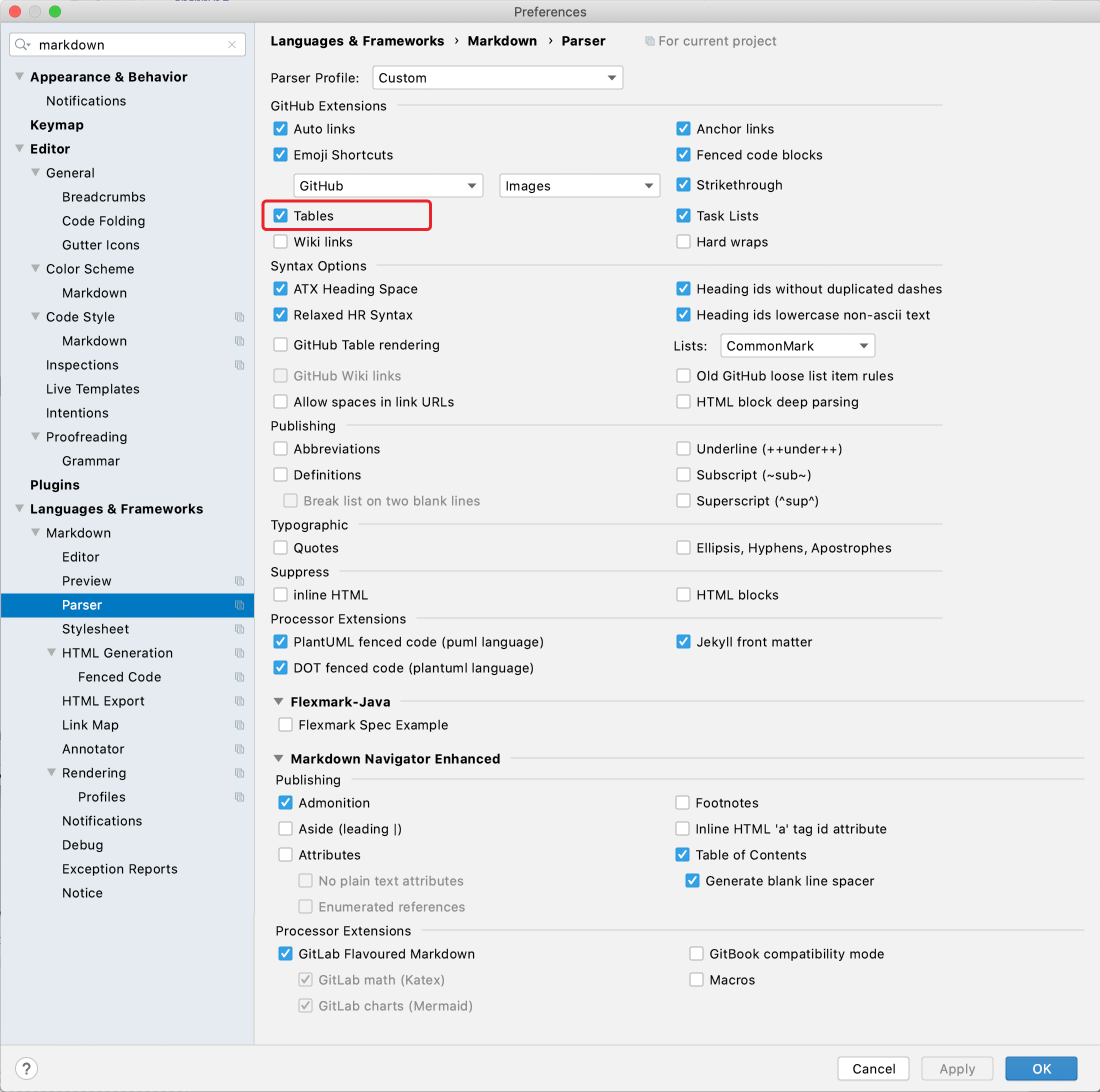 Preferences
markdown
Appearance & Behavior
Notifications
Keymap
Editor
General
Breadcrumbs
Code Folding
Gutter Icons
Color Scheme
Markdown
Code Style
Markdown
Inspections
Live Templates
Intentions
Proofreading
Grammar
Plugins
Languages & Frameworks
Markdown
Editor
Preview
Parser
Stylesheet
HTML Generation
Fenced Code
HTML Export
Link Map
Annotator
Rendering
Profiles
Notifications
Debug
Exception Reports
Notice
Languages & Frameworks › Markdown › Parser For current project
Parser Profile: Custom
GitHub Extensions
Auto links Anchor links
Emoji Shortcuts Fenced code blocks
GitHub Images Strikethrough
Tables Task Lists
Wiki links Hard wraps
Syntax Options
ATX Heading Space Heading ids without duplicated dashes
Relaxed HR Syntax Heading ids lowercase non-ascii text
GitHub Table rendering Lists: CommonMark
GitHub Wiki links Old GitHub loose list item rules
Allow spaces in link URLs HTML block deep parsing
Publishing
Abbreviations Underline (++under++)
Definitions Subscript (~sub~)
Break list on two blank lines Superscript (^sup^)
Typographic
Quotes Ellipsis, Hyphens, Apostrophes
Suppress
inline HTML HTML blocks
Processor Extensions
PlantUML fenced code (puml language) Jekyll front matter
DOT fenced code (plantuml language)
Flexmark-Java
Flexmark Spec Example
Markdown Navigator Enhanced
Publishing
Admonition Footnotes
Aside (leading |) Inline HTML 'a' tag id attribute
Attributes Table of Contents
No plain text attributes Generate blank line spacer
Enumerated references
Processor Extensions
GitLab Flavoured Markdown GitBook compatibility mode
GitLab math (Katex) Macros
GitLab charts (Mermaid)
? Cancel Apply OK